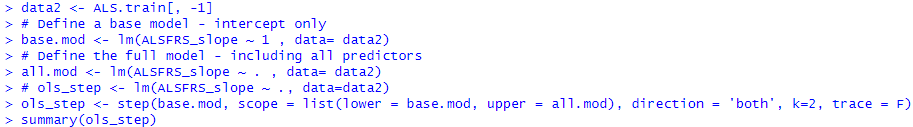 > data2 <- ALS.train[, -1]
> # Define a base model - intercept only
> base.mod <- lm(ALSFRS_slope ~ 1 , data= data2)
> # Define the full model - including all predictors
> all.mod <- lm(ALSFRS_slope ~ . , data= data2)
> # ols_step <- lm(ALSFRS_slope ~ ., data=data2)
> ols_step <- step(base.mod, scope = list(lower = base.mod, upper = all.mod), direction = 'both', k=2, trace = F)
> summary(ols_step)